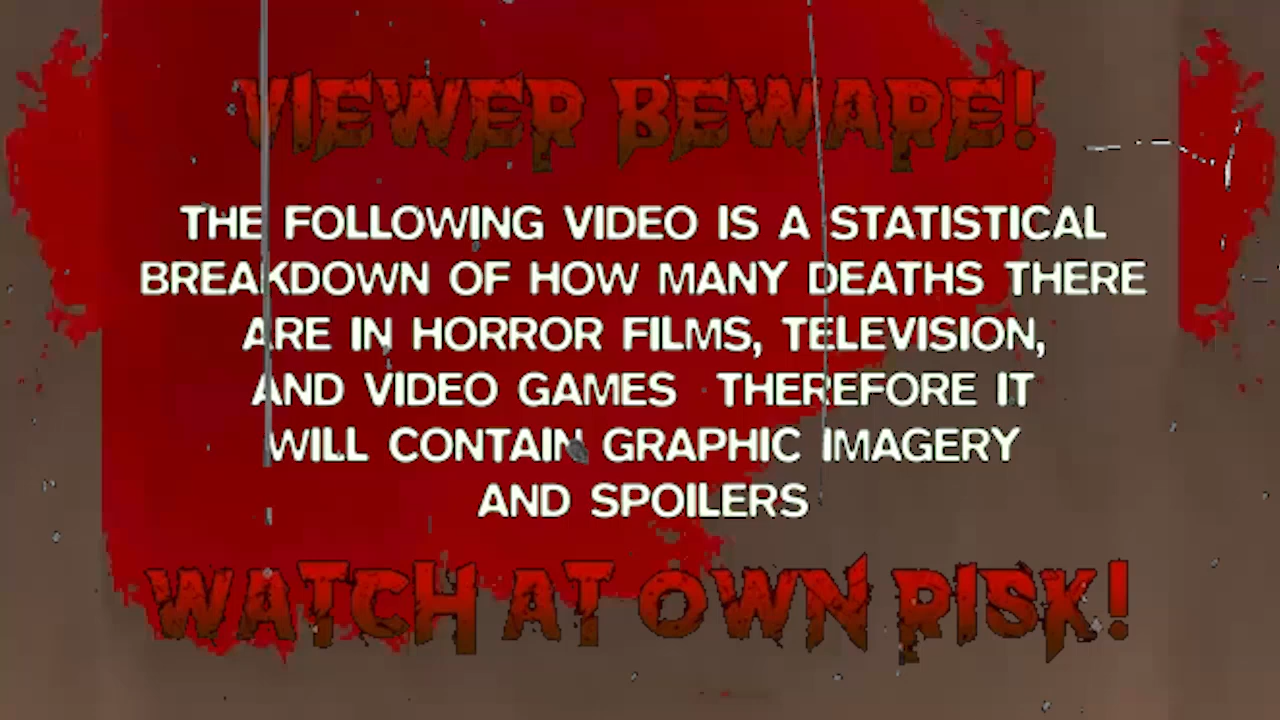 VIEWER BEWARE!
THE FOLLOWING VIDEO IS A STATISTICAL
BREAKDOWN OF HOW MANY DEATHS THERE
ARE IN HORROR FILMS, TELEVISION,
AND VIDEO GAMES THEREFORE IT
WILL CONTAIN GRAPHIC IMAGERY
AND SPOILERS
WATCH AT OWN RISK!